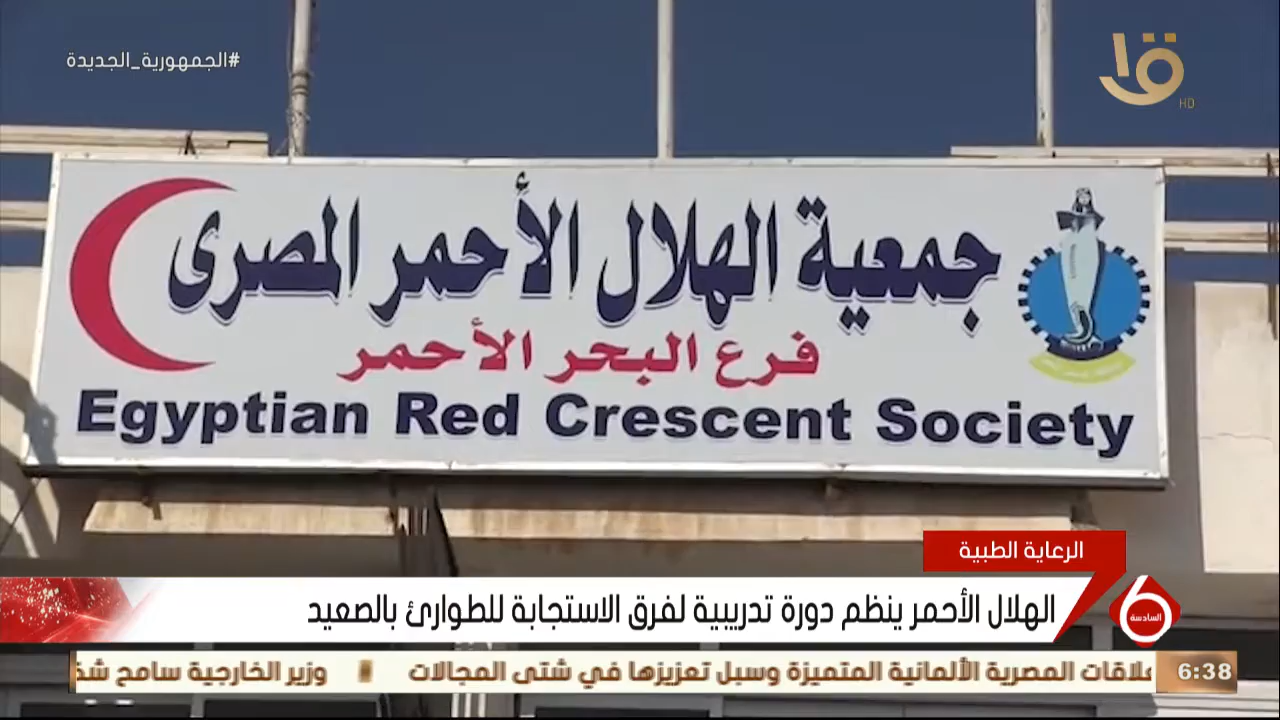 #الجمهورية_الجديدة
HD
جمعية الهلال الأحمر المصرى
فرع البحر الأحمر
Egyptian Red Crescent Society
الرعاية الطبية
الهلال الأحمر ينظم دورة تدريبية لفرق الاستجابة للطوارئ بالصعيد
6 السادسة
المصرية الألمانية المتميزة وسبل تعزيزها في شتى المجالات وزير الخارجية سامح
6:38